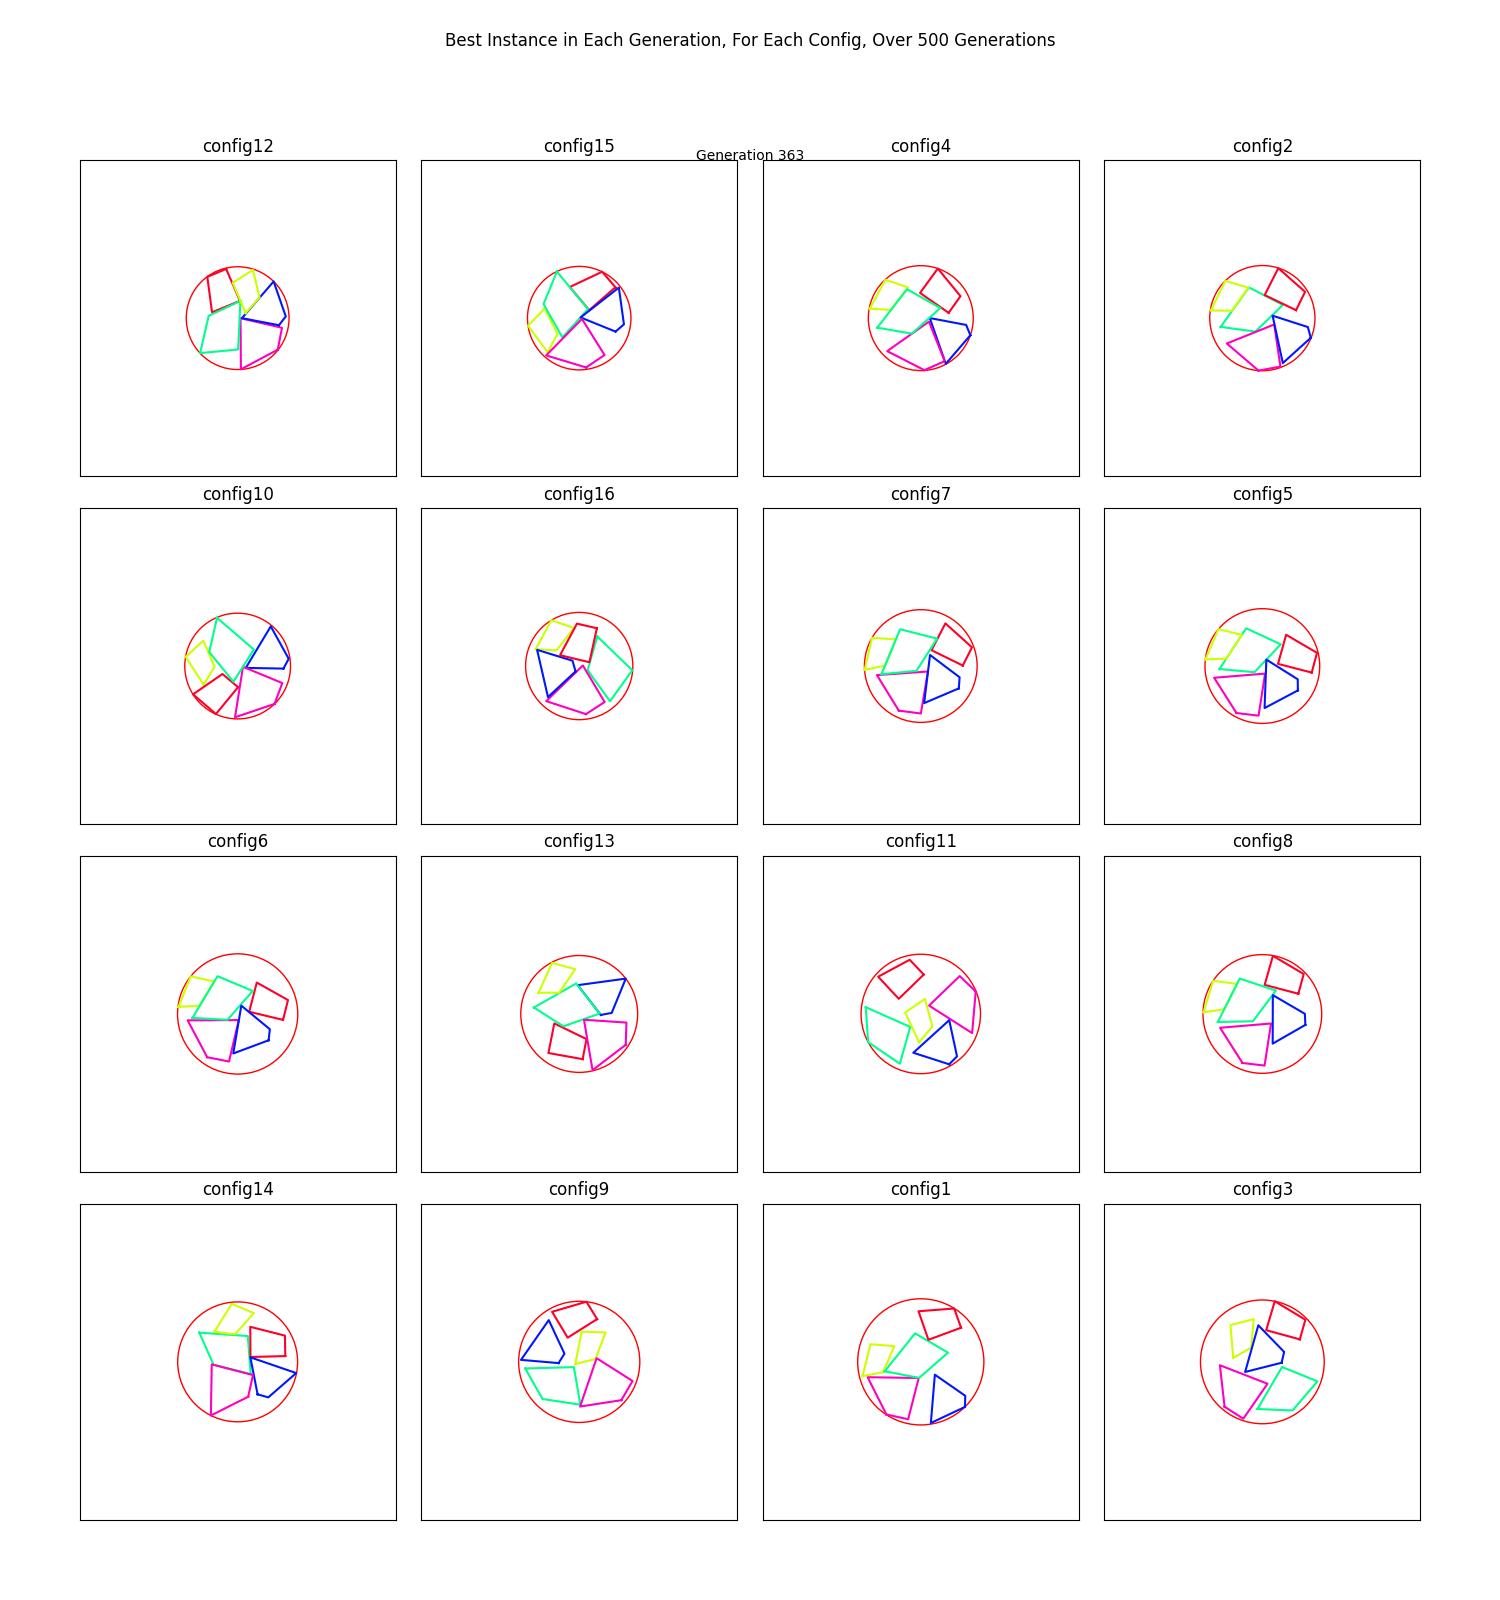 Best Instance in Each Generation, For Each Config, Over 500 Generations
Generation 363
config12
config15
config4
config2
config10
config16
config7
config5
config6
config13
config11
config8
config14
config9
config1
config3